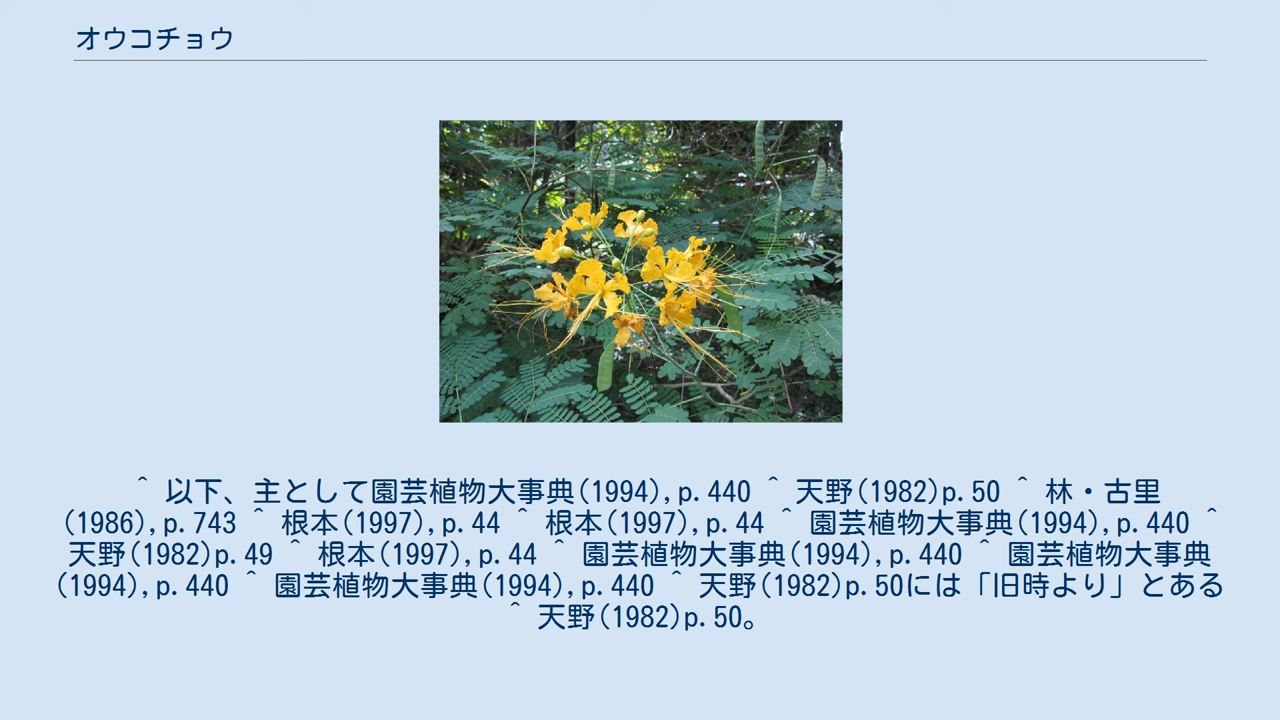 オウコチョウ
^ 以下、主として園芸植物大事典(1994),p.440 ^ 天野(1982)p.50 ^ 林・古里
(1986),p.743 ^ 根本(1997),p.44 ^ 根本(1997),p.44 ^ 園芸植物大事典(1994),p.440 ^
天野(1982)p.49 ^ 根本(1997),p.44 ^ 園芸植物大事典(1994),p.440 ^ 園芸植物大事典
(1994),p.440 ^ 園芸植物大事典(1994),p.440 ^ 天野(1982)p.50には「旧時より」とある
^ 天野(1982)p.50。